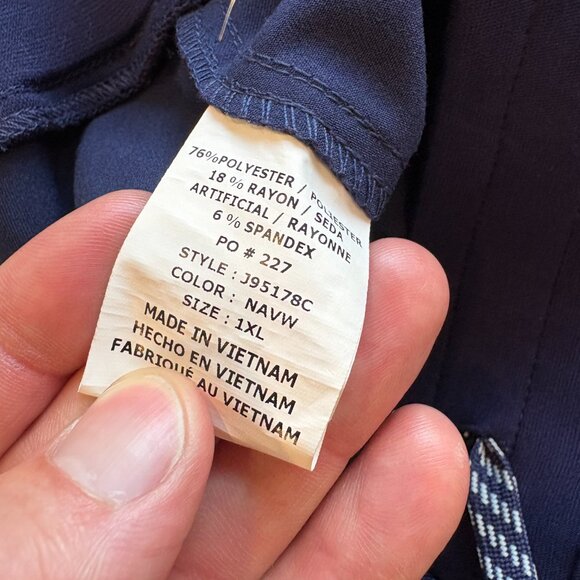 76%POLYESTER / POLIESTER
18 % RAYON / SEDA
ARTIFICIAL / RAYONNE
6 % SPANDEX
PO # 227
STYLE : J95178C
COLOR : NAVW
SIZE : 1XL
MADE IN VIETNAM
HECHO EN VIETNAM
FABRIQUÉ AU VIETNAM